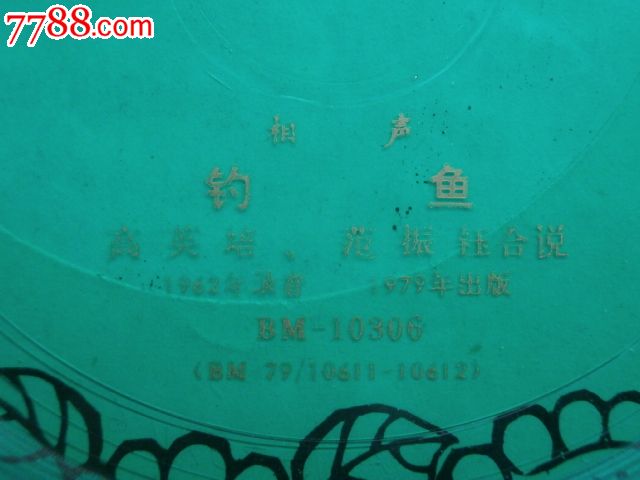 7788.com
相声
钓鱼
高英培、范振钰合说
1962年录音 1979年出版
BM-10306
(BM-79/10611-10612)